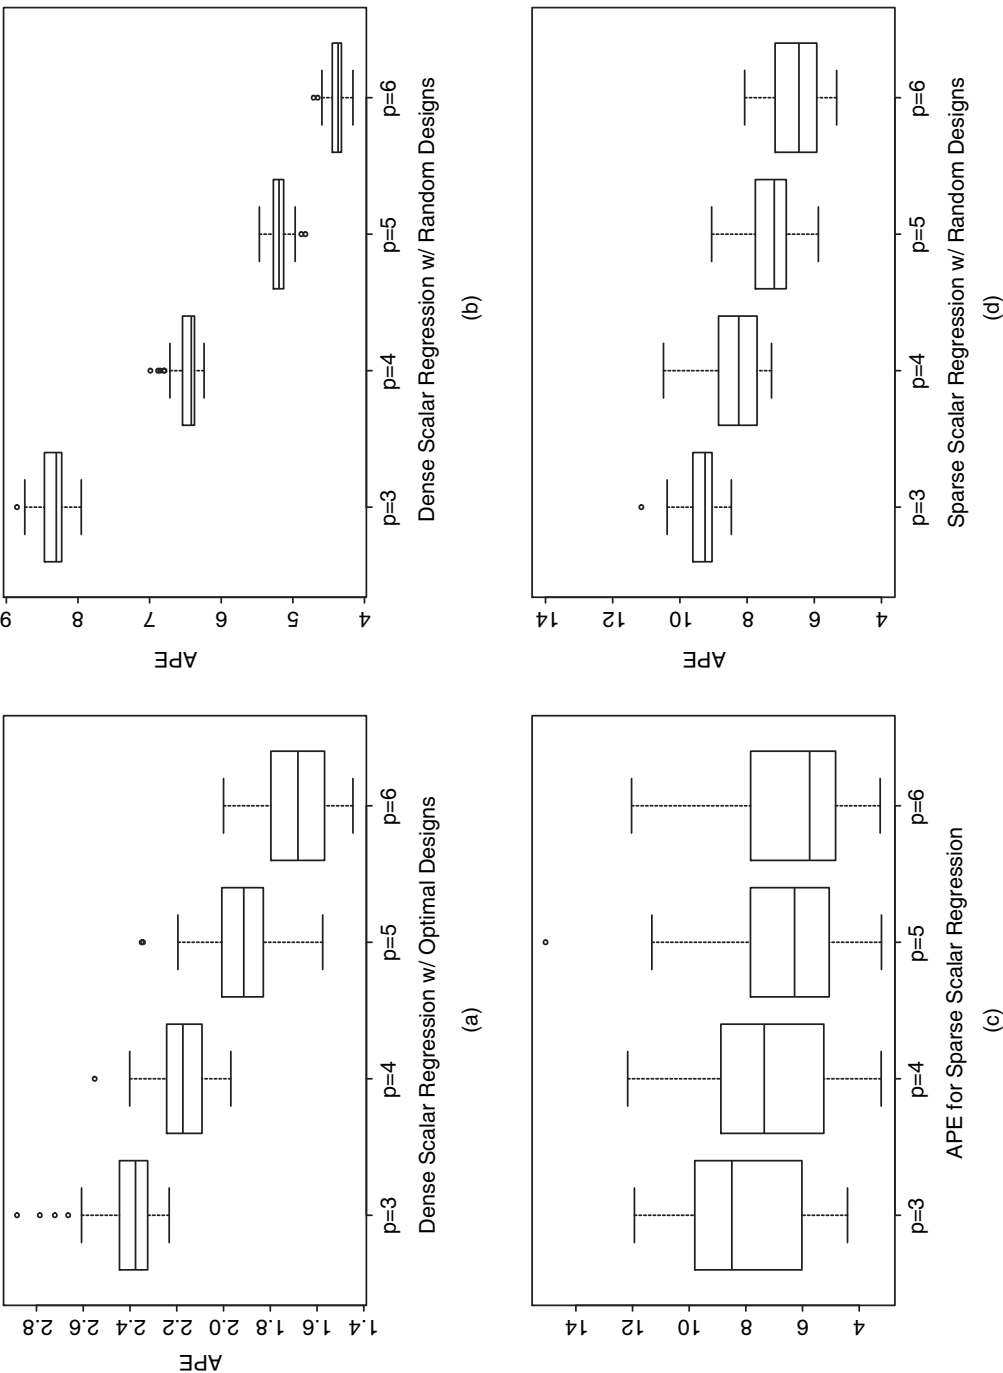 2.8
2.6
2.4
2.2
2.0
1.8
1.6
1.4
APE
p=3
p=4
p=5
p=6
Dense Scalar Regression w/ Optimal Designs
(a)
9
8
7
6
5
4
APE
p=3
p=4
p=5
p=6
Dense Scalar Regression w/ Random Designs
(b)
14
12
10
8
6
4
p=3
p=4
p=5
p=6
APE for Sparse Scalar Regression
(c)
14
12
10
8
6
4
APE
p=3
p=4
p=5
p=6
Sparse Scalar Regression w/ Random Designs
(d)